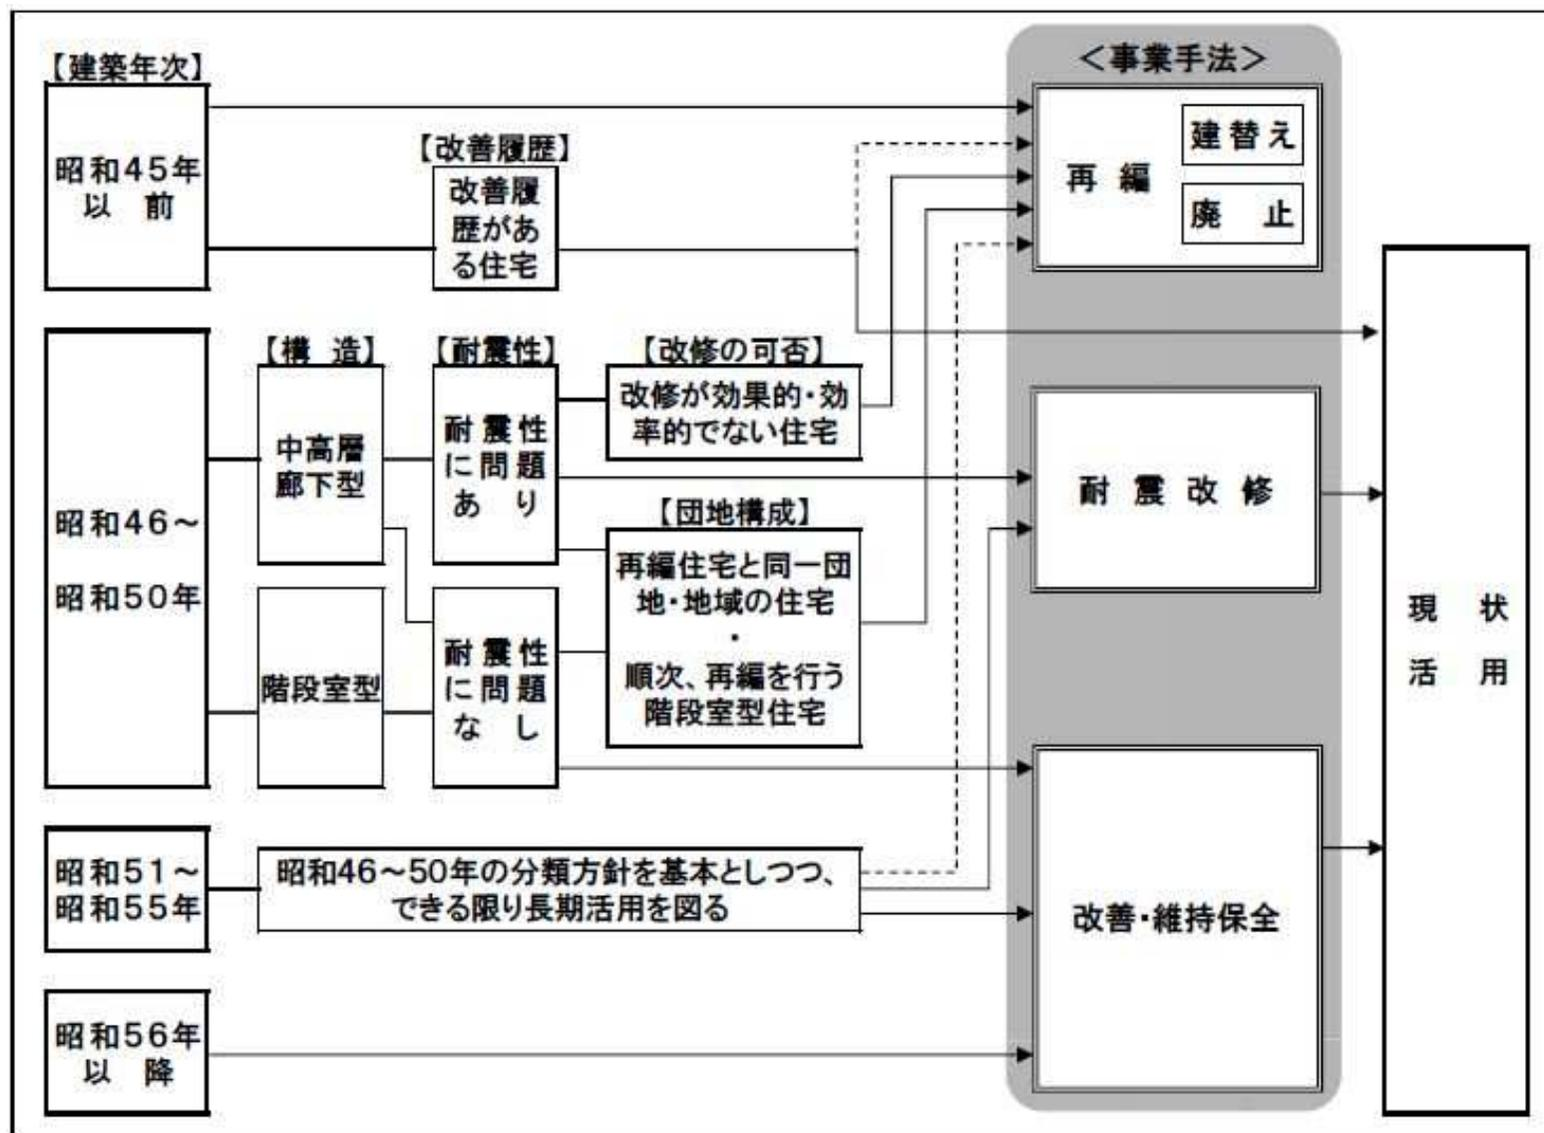 【建築年次】
昭和45年
以 前
【改善履歴】
改善履
歴があ
る住宅
昭和46～
昭和50年
【構 造】
中高層
廊下型
階段室型
【耐震性】
耐震性
に問題
あ り
耐震性
に問題
な し
【改修の可否】
改修が効果的・効
率的でない住宅
【団地構成】
再編住宅と同一団
地・地域の住宅
・
順次、再編を行う
階段室型住宅
昭和51～
昭和55年
昭和46～50年の分類方針を基本としつつ、
できる限り長期活用を図る
昭和56年
以 降
＜事業手法＞
再 編
建替え
廃 止
耐震改修
改善・維持保全
現 状
活 用